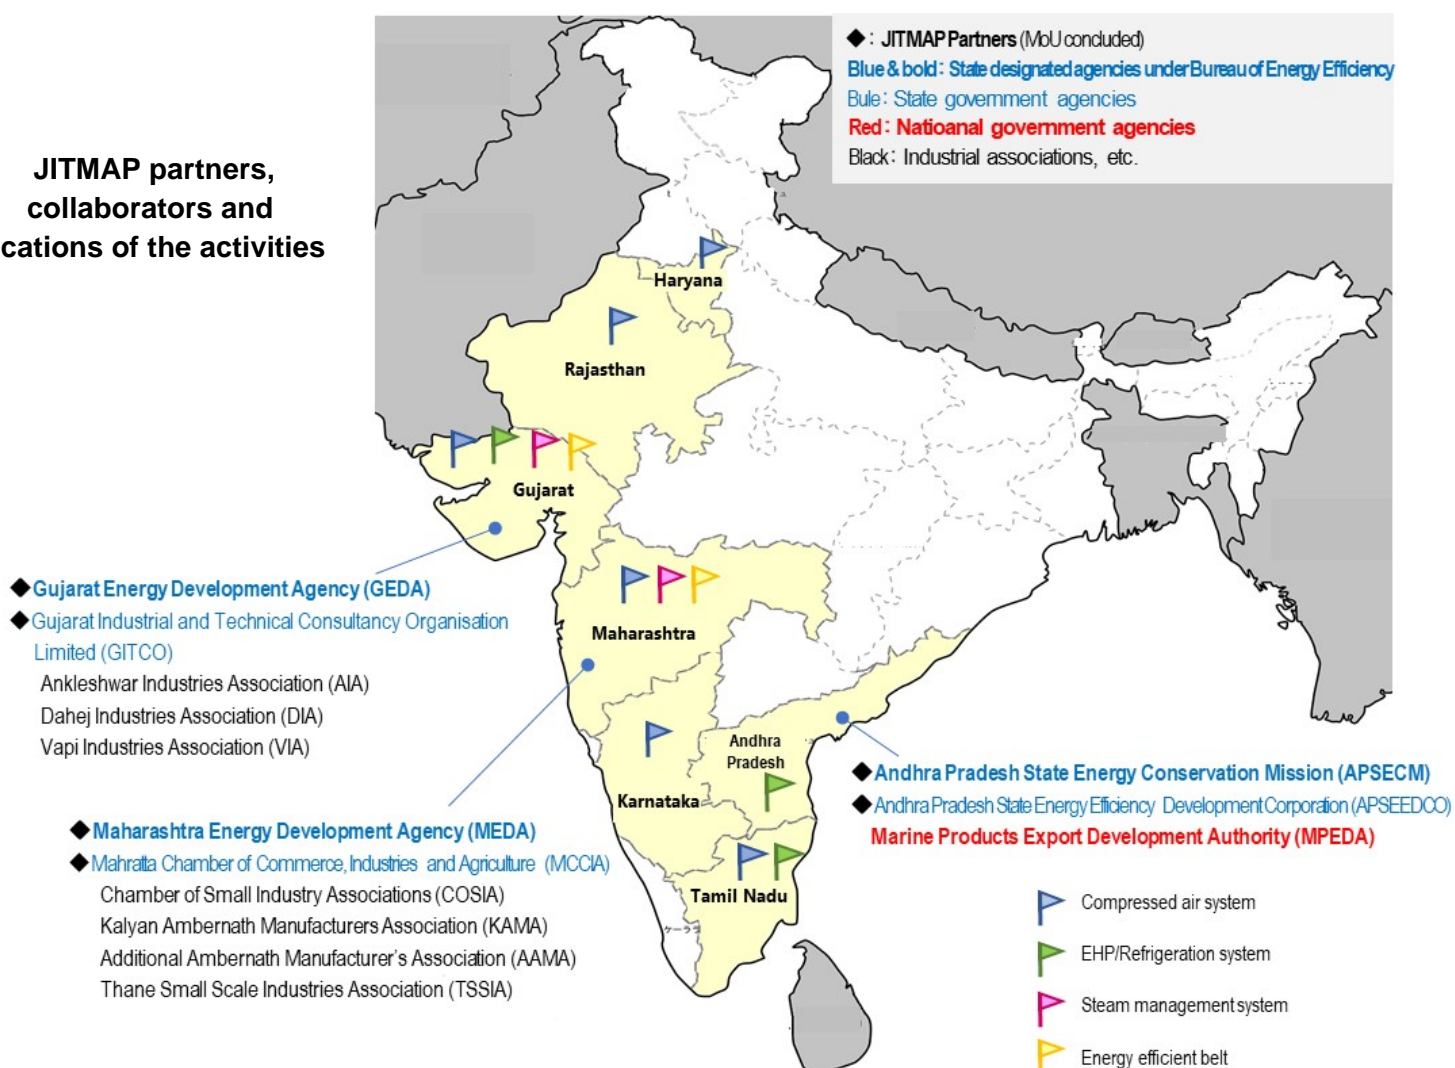 ◆: JITMAP Partners (MoU concluded)
Blue & bold: State designated agencies under Bureau of Energy Efficiency
Bule: State government agencies
Red: Natioanal government agencies
Black: Industrial associations, etc.
JITMAP partners,
collaborators and
cations of the activities
Haryana
Rajasthan
Gujarat
Maharashtra
Andhra
Pradesh
Karnataka
Tamil Nadu
ケーララ
◆Gujarat Energy Development Agency (GEDA)
◆Gujarat Industrial and Technical Consultancy Organisation
Limited (GITCO)
Ankleshwar Industries Association (AIA)
Dahej Industries Association (DIA)
Vapi Industries Association (VIA)
◆Maharashtra Energy Development Agency (MEDA)
◆Mahratta Chamber of Commerce, Industries and Agriculture (MCCIA)
Chamber of Small Industry Associations (COSIA)
Kalyan Ambernath Manufacturers Association (KAMA)
Additional Ambernath Manufacturer's Association (AAMA)
Thane Small Scale Industries Association (TSSIA)
◆Andhra Pradesh State Energy Conservation Mission (APSECM)
◆Andhra Pradesh State Energy Efficiency Development Corporation (APSEEDCO)
Marine Products Export Development Authority (MPEDA)
Compressed air system
EHP/Refrigeration system
Steam management system
Energy efficient belt